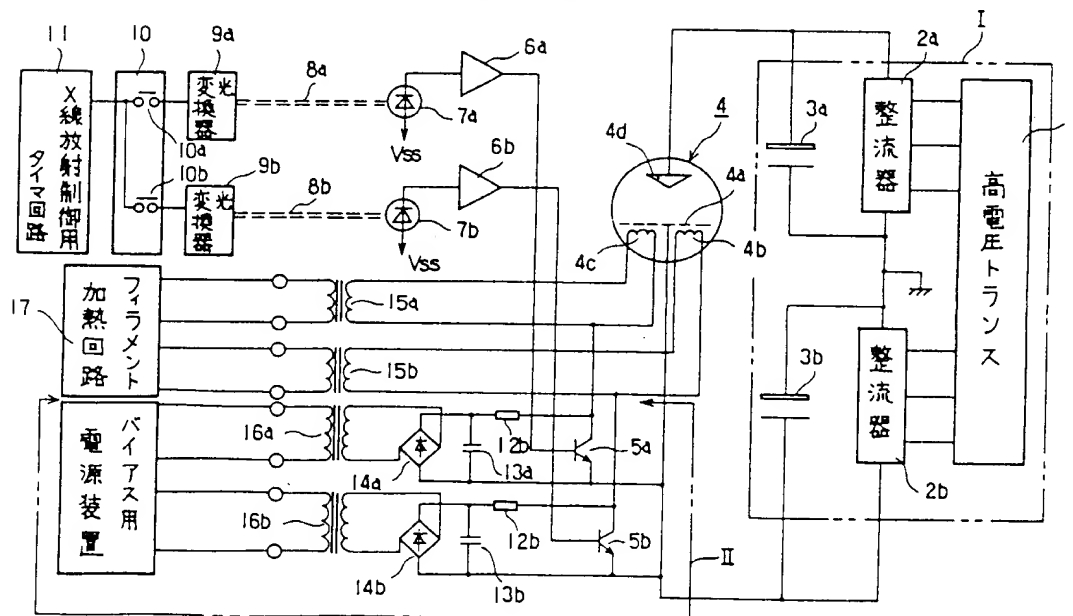 11
X線放射制御用
タイマ回路
10
10a
10b
9a
光
変換器
9b
光
変換器
8a
8b
7a
Vss
7b
Vss
6a
6b
4
4d
4a
4c
4b
I
2a
整流器
3a
高電圧トランス
3b
整流器
2b
17
フィラメント
加熱回路
15a
15b
バイアス用
電源装置
16a
16b
14a
13a
12b
5a
14b
13b
12b
5b
II